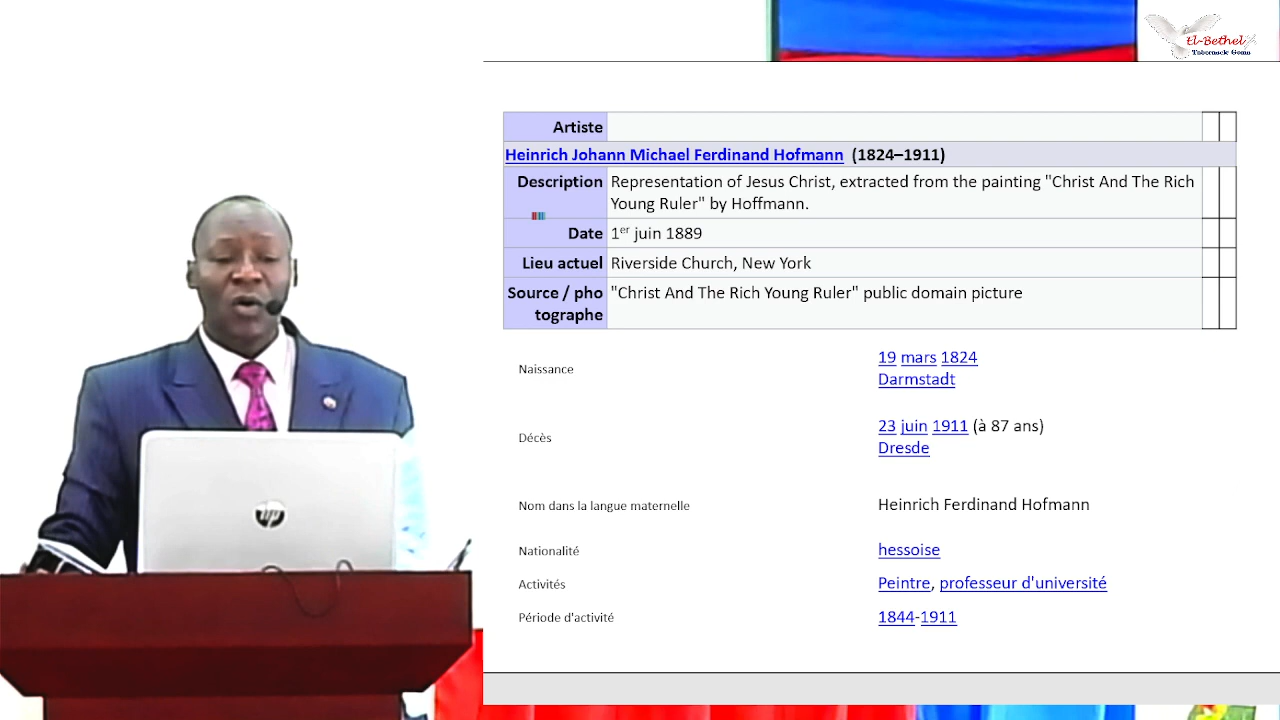 El-Bethel
Tabernacle Goma
Artiste
Heinrich Johann Michael Ferdinand Hofmann (1824–1911)
Description Representation of Jesus Christ, extracted from the painting "Christ And The Rich
Young Ruler" by Hoffmann.
Date 1er juin 1889
Lieu actuel Riverside Church, New York
Source / pho "Christ And The Rich Young Ruler" public domain picture
tographe
Naissance 19 mars 1824
Darmstadt
Décès 23 juin 1911 (à 87 ans)
Dresde
Nom dans la langue maternelle Heinrich Ferdinand Hofmann
Nationalité hessoise
Activités Peintre, professeur d'université
Période d'activité 1844-1911
hp